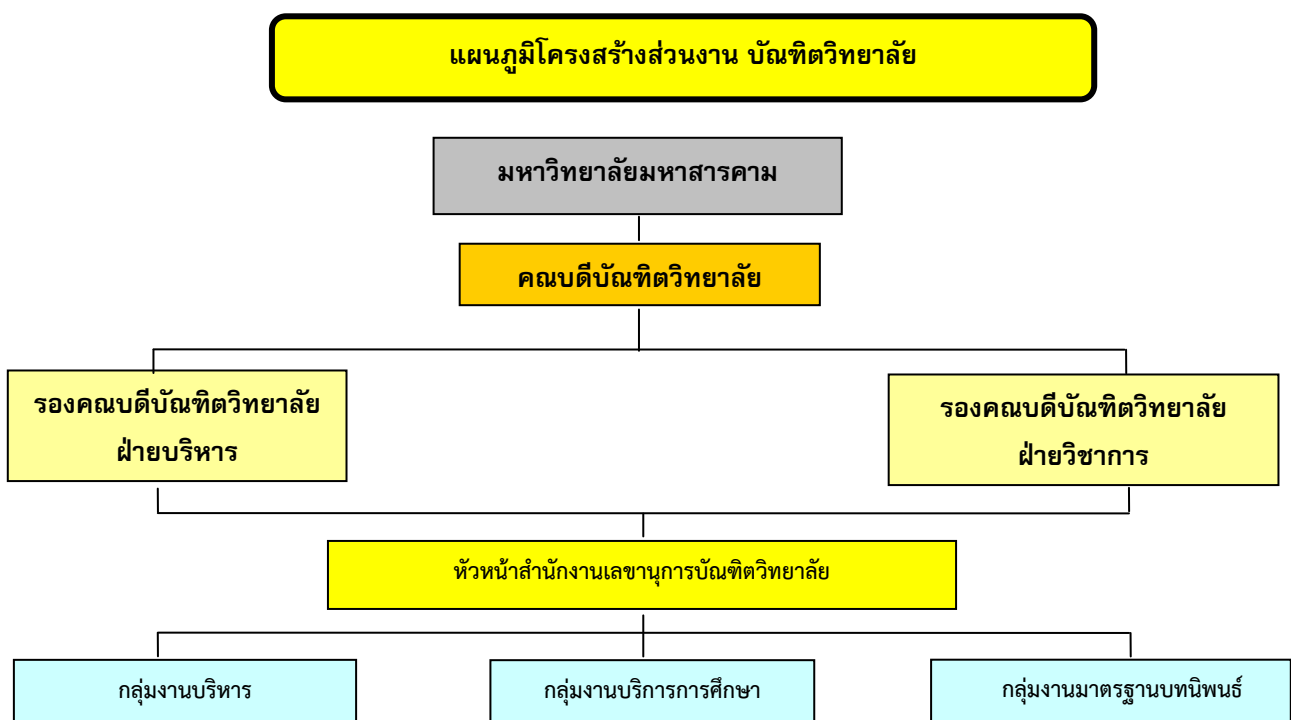 แผนภูมิโครงสร้างส่วนงาน บัณฑิตวิทยาลัย
มหาวิทยาลัยมหาสารคาม
คณบดีบัณฑิตวิทยาลัย
รองคณบดีบัณฑิตวิทยาลัย
ฝ่ายบริหาร
รองคณบดีบัณฑิตวิทยาลัย
ฝ่ายวิชาการ
หัวหน้าสำนักงานเลขานุการบัณฑิตวิทยาลัย
กลุ่มงานบริหาร
กลุ่มงานบริการการศึกษา
กลุ่มงานมาตรฐานบทนิพนธ์